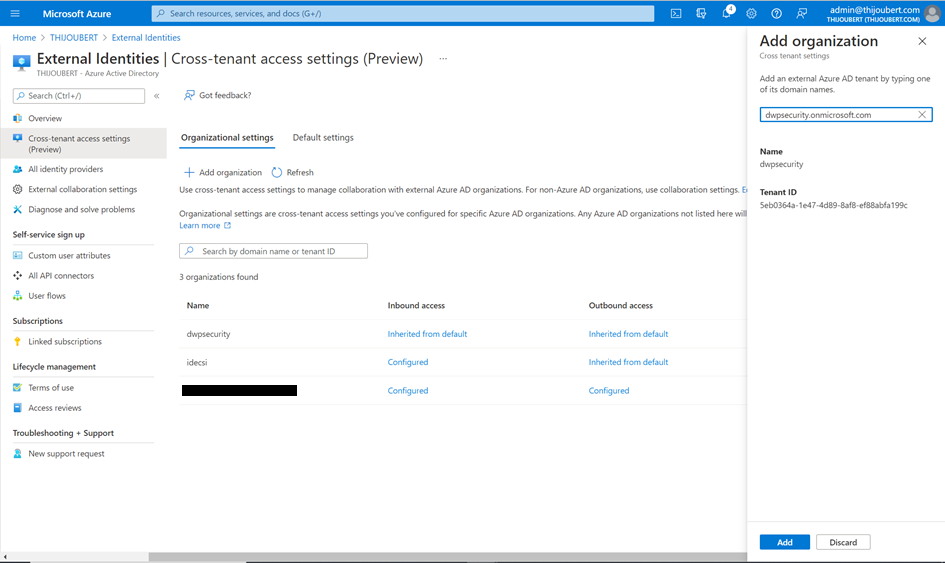 Microsoft Azure
Search resources, services, and docs (G+/)
4
admin@thijoubert.com
THIJOUBERT (THIJOUBERT.COM)
Home > THIJOUBERT > External Identities
External Identities | Cross-tenant access settings (Preview) ...
THIJOUBERT - Azure Active Directory
Search (Ctrl+/)
«
Overview
Cross-tenant access settings
(Preview)
All identity providers
External collaboration settings
Diagnose and solve problems
Self-service sign up
Custom user attributes
All API connectors
User flows
Subscriptions
Linked subscriptions
Lifecycle management
Terms of use
Access reviews
Troubleshooting + Support
New support request
Got feedback?
Organizational settings
Default settings
Add organization
Refresh
Use cross-tenant access settings to manage collaboration with external Azure AD organizations. For non-Azure AD organizations, use collaboration settings.
Organizational settings are cross-tenant access settings you've configured for specific Azure AD organizations. Any Azure AD organizations not listed here will
Learn more
Search by domain name or tenant ID
3 organizations found
Name Inbound access Outbound access
dwpsecurity Inherited from default Inherited from default
idecsi Configured Inherited from default
Configured Configured
Add organization
Cross tenant settings
Add an external Azure AD tenant by typing one
of its domain names.
dwpsecurity.onmicrosoft.com
Name
dwpsecurity
Tenant ID
5eb0364a-1e47-4d89-8af8-ef88abfa199c
Add
Discard